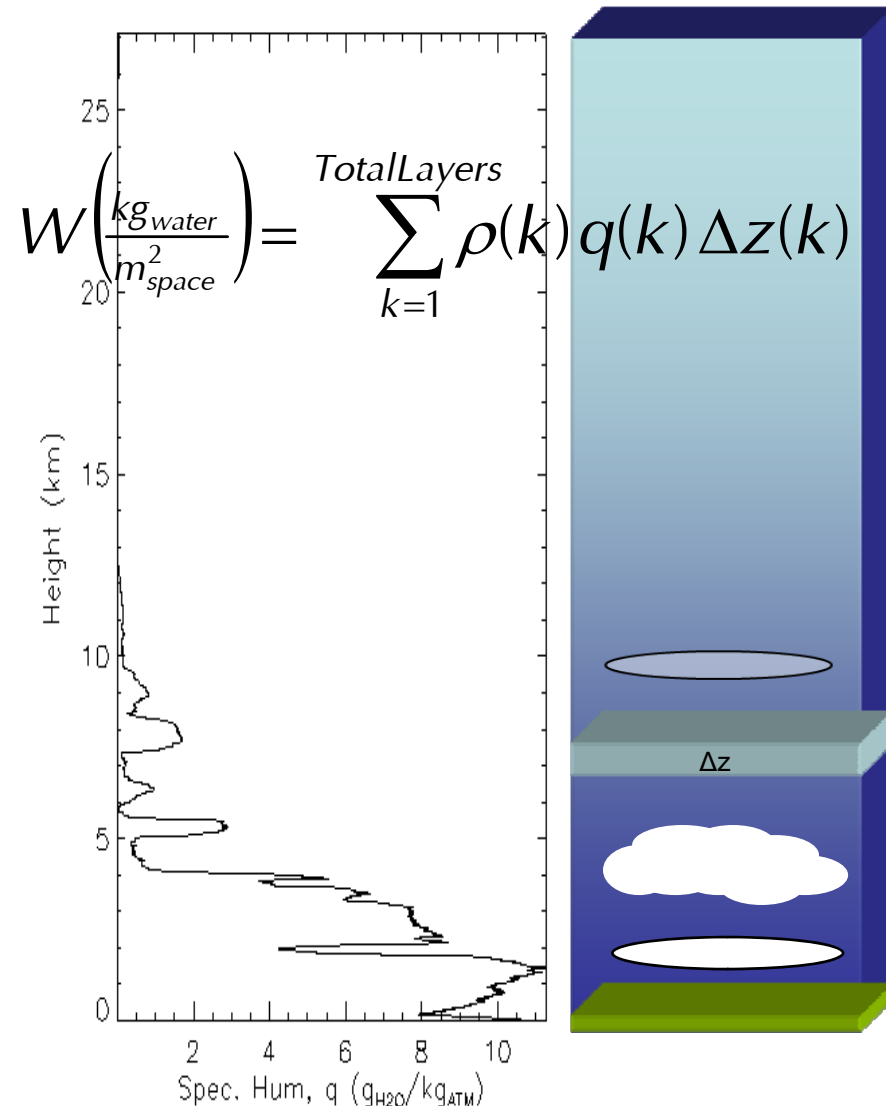 25
TotalLayers
W(kg_water/m²_space) = ∑ ρ(k) q(k) Δz(k)
k=1
20
Height (km)
15
10
Δz
5
0
2 4 6 8 10
Spec. Hum, q (g_H2O/kg_ATM)